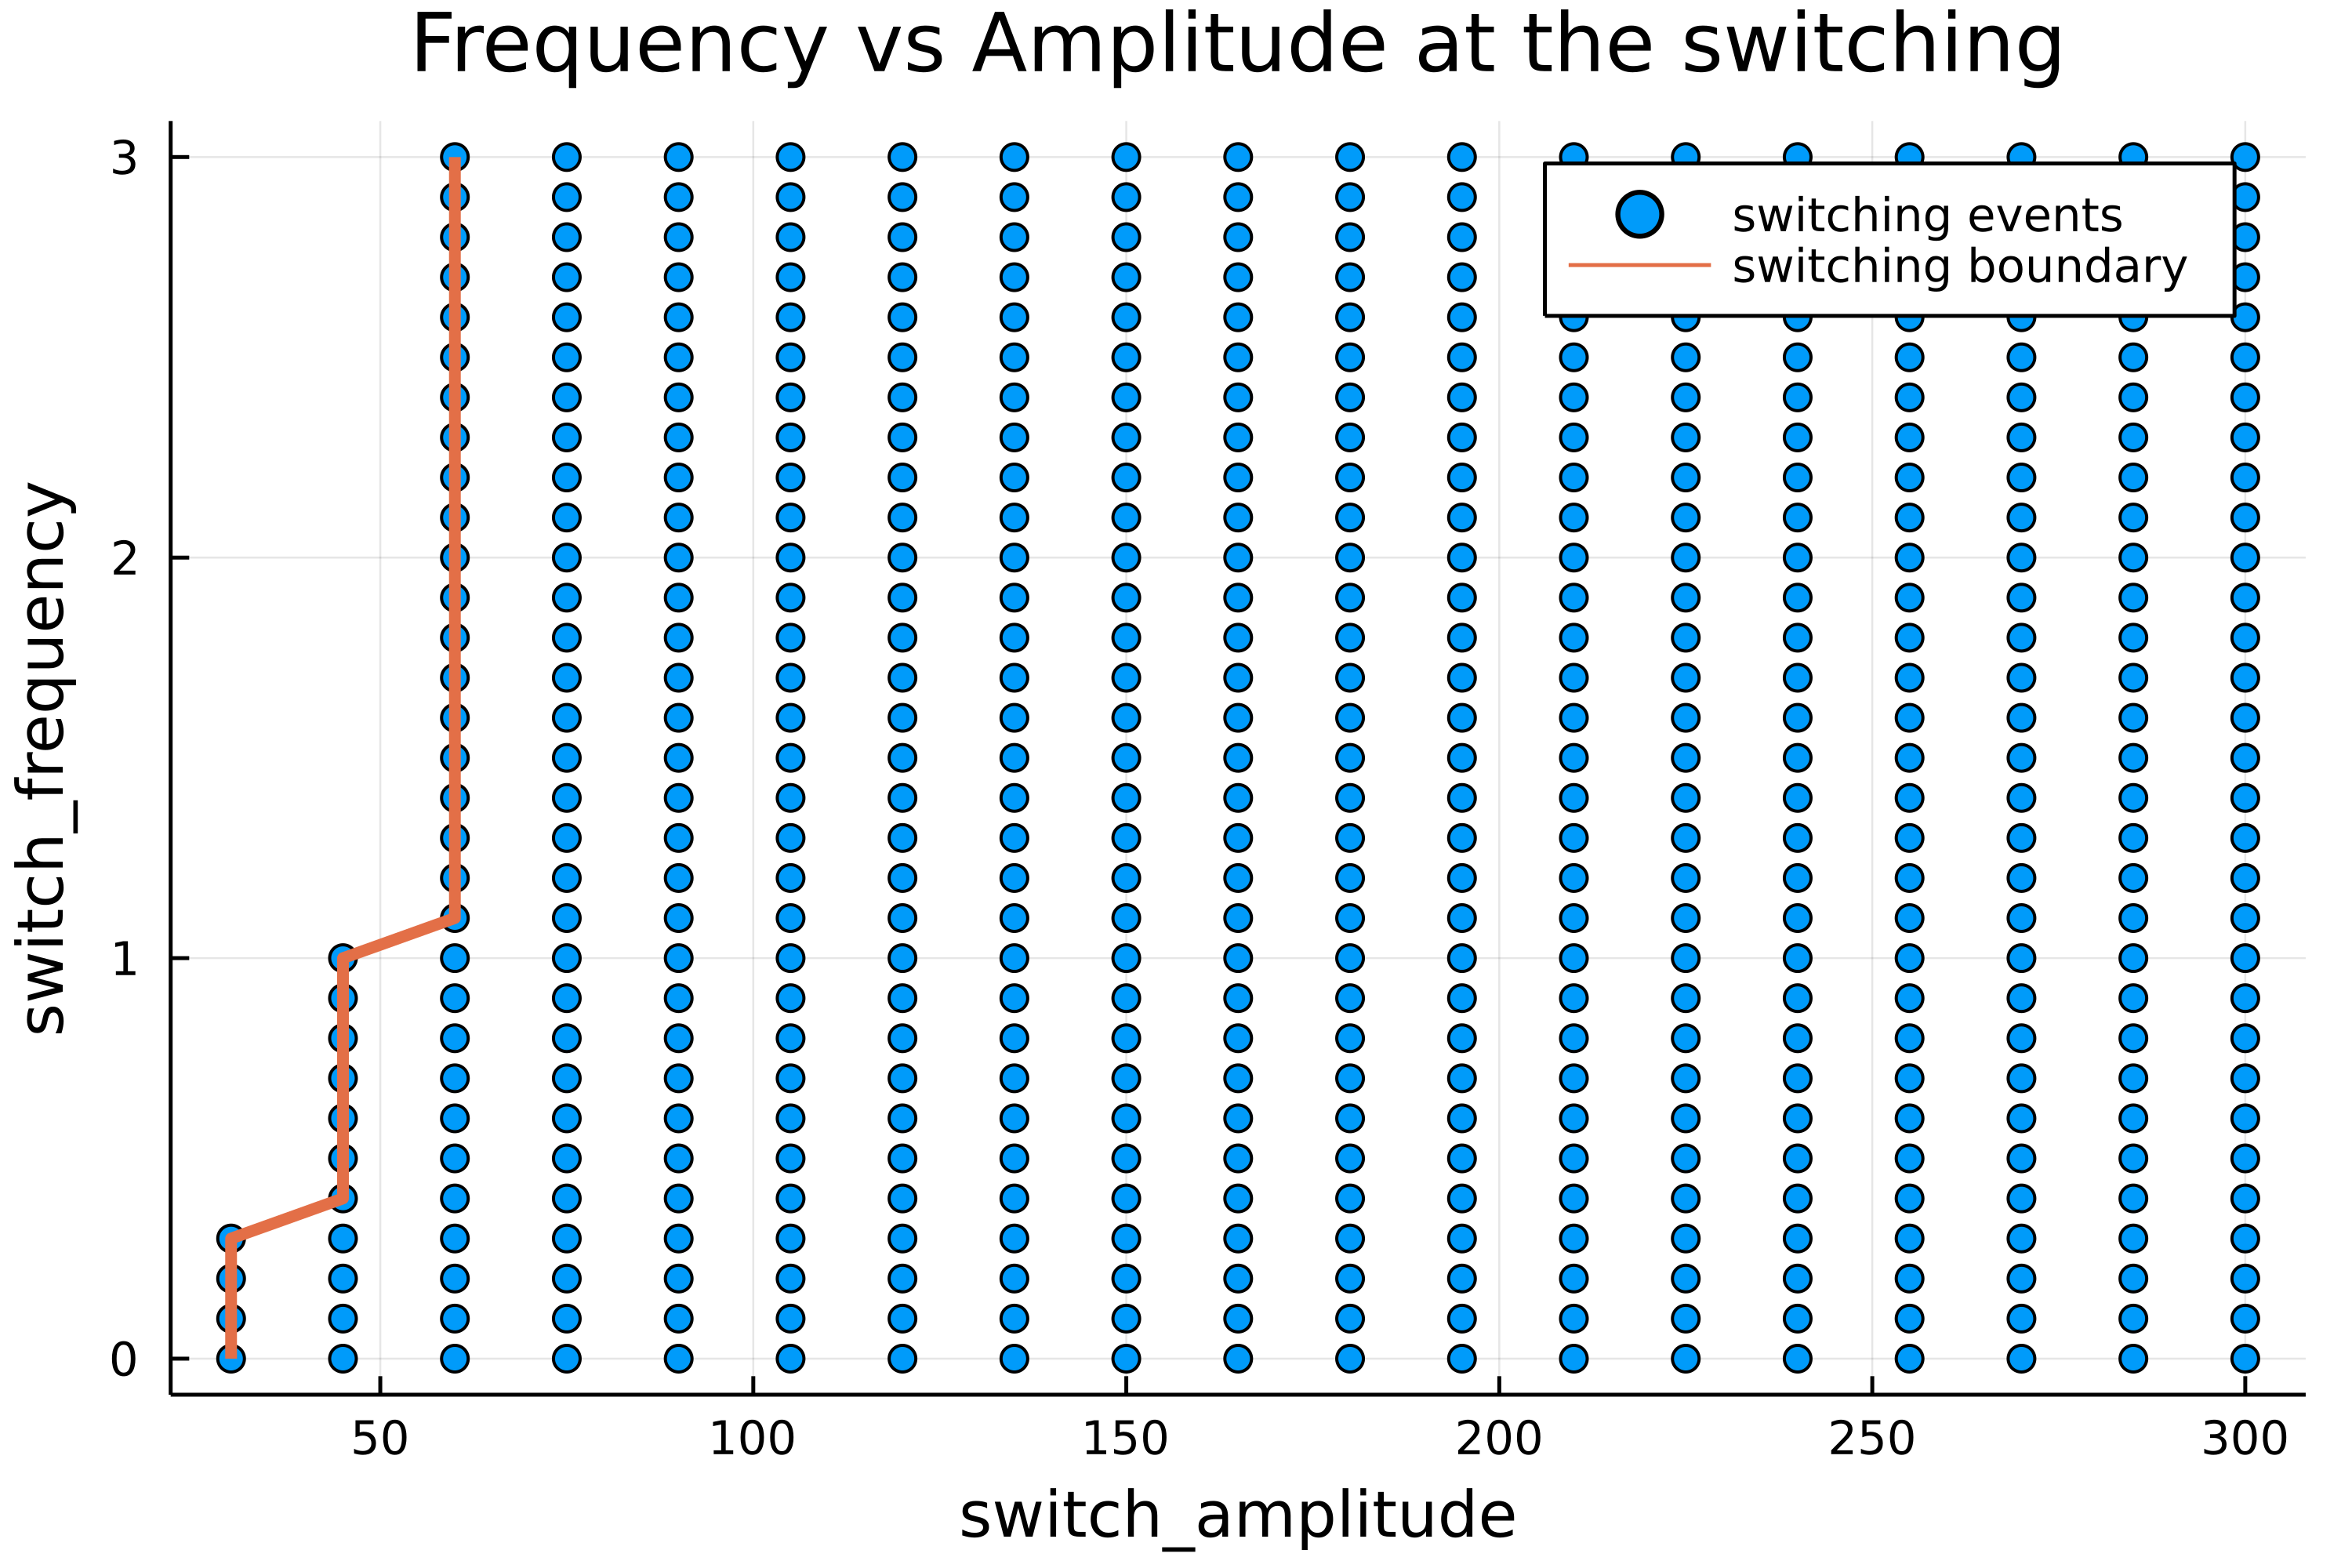 Frequency vs Amplitude at the switching
switching events
switching boundary
switch_frequency
3
2
1
0
50 100 150 200 250 300
switch_amplitude